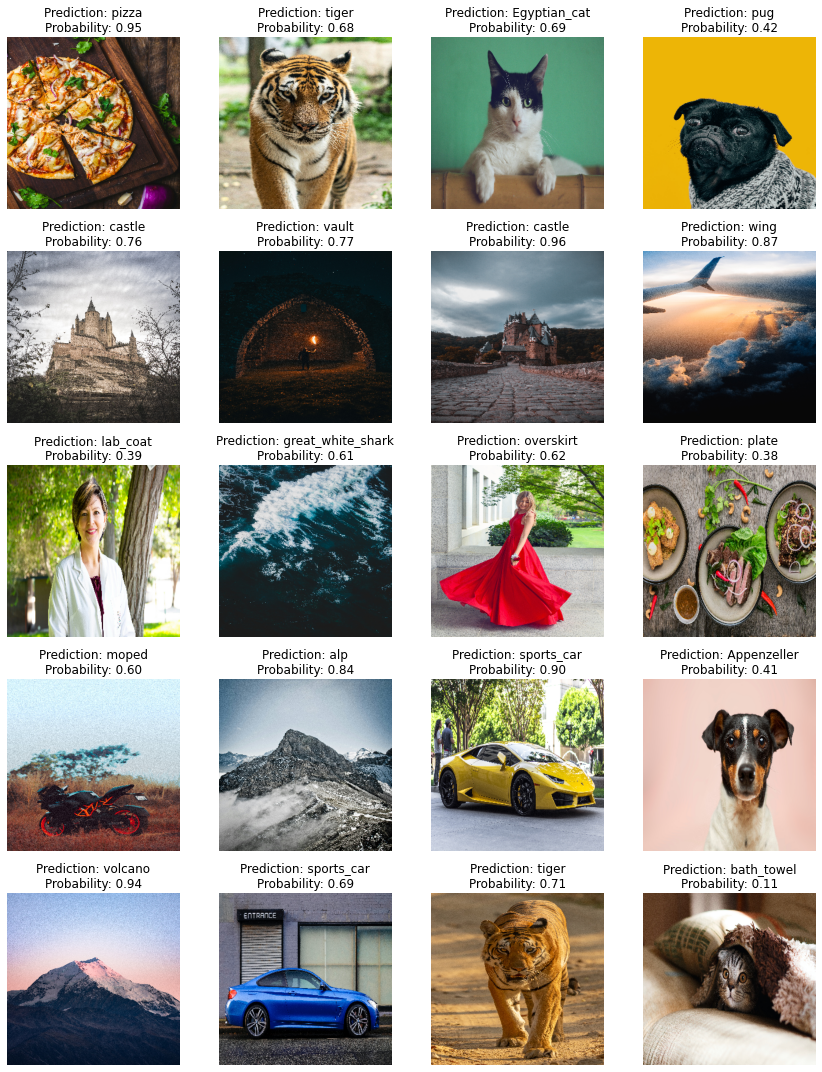 Prediction: pizza
Probability: 0.95
Prediction: tiger
Probability: 0.68
Prediction: Egyptian_cat
Probability: 0.69
Prediction: pug
Probability: 0.42
Prediction: castle
Probability: 0.76
Prediction: vault
Probability: 0.77
Prediction: castle
Probability: 0.96
Prediction: wing
Probability: 0.87
Prediction: lab_coat
Probability: 0.39
Prediction: great_white_shark
Probability: 0.61
Prediction: overskirt
Probability: 0.62
Prediction: plate
Probability: 0.38
Prediction: moped
Probability: 0.60
Prediction: alp
Probability: 0.84
Prediction: sports_car
Probability: 0.90
Prediction: Appenzeller
Probability: 0.41
Prediction: volcano
Probability: 0.94
Prediction: sports_car
Probability: 0.69
ENTRANCE
Prediction: tiger
Probability: 0.71
Prediction: bath_towel
Probability: 0.11